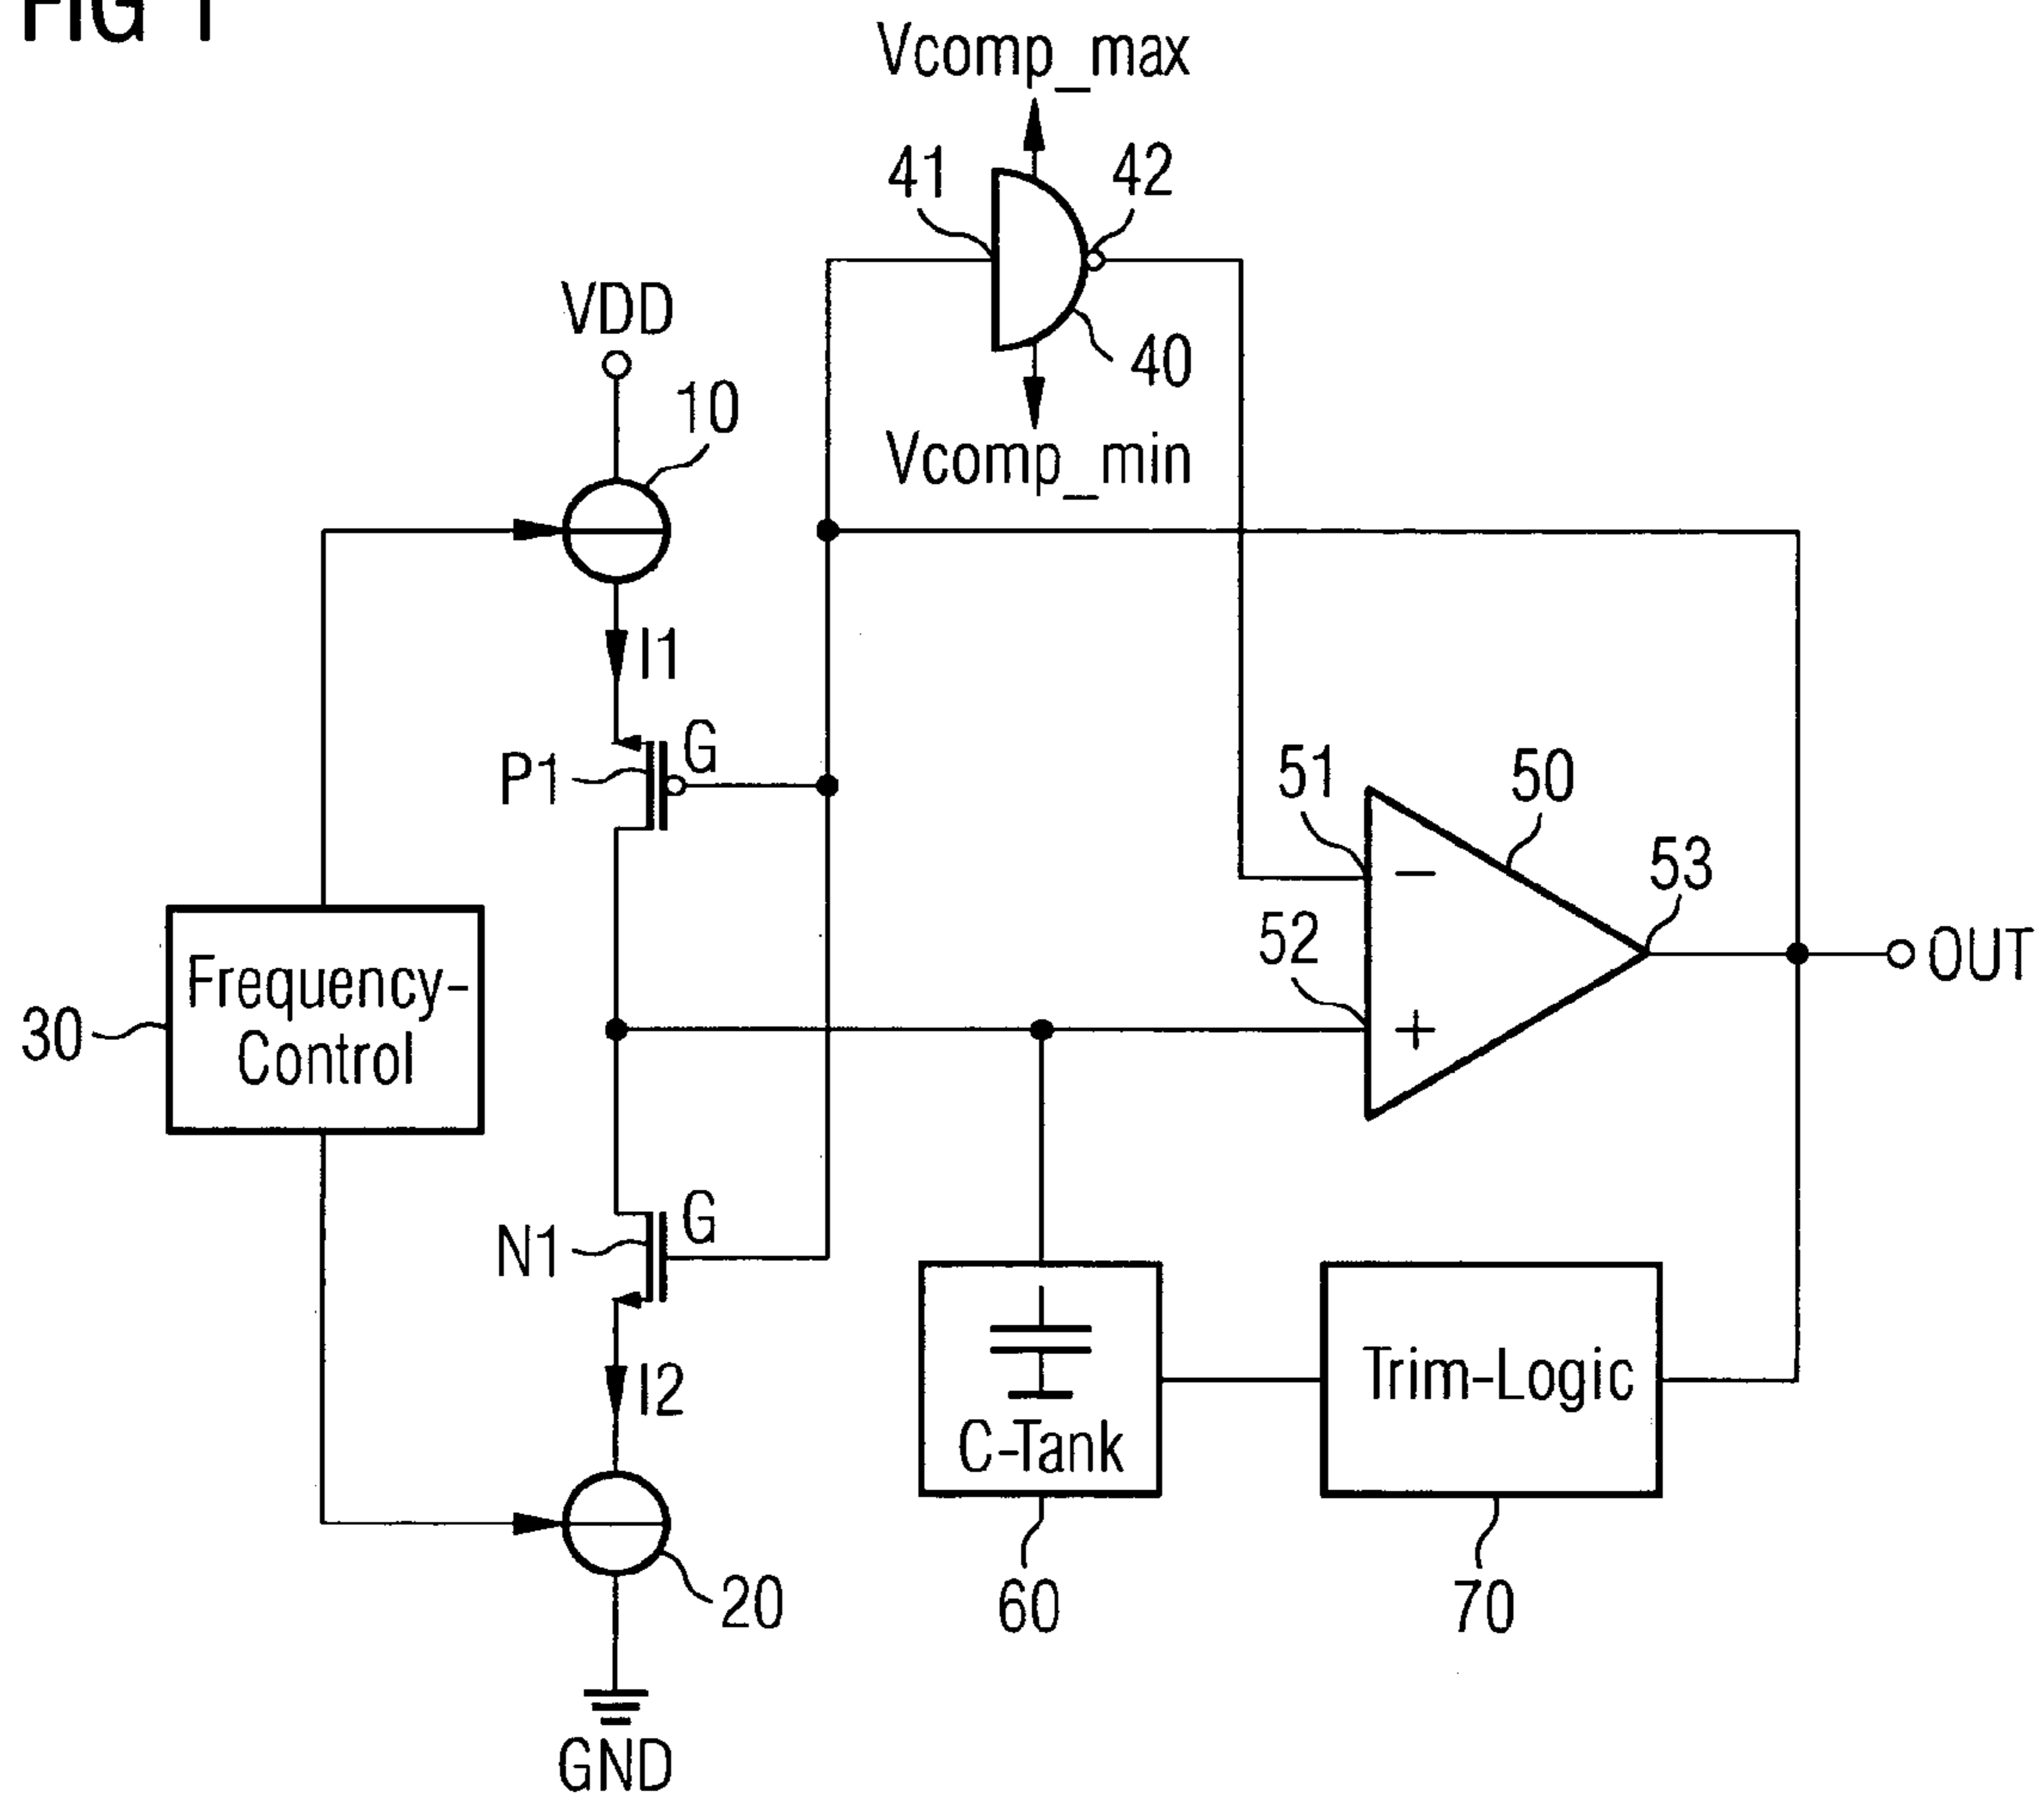 FIG 1
Vcomp_max
41
42
VDD
40
10
Vcomp_min
I1
G
P1
51
50
53
52
OUT
Frequency-
Control
30
G
N1
I2
Trim-Logic
C-Tank
20
60
70
GND